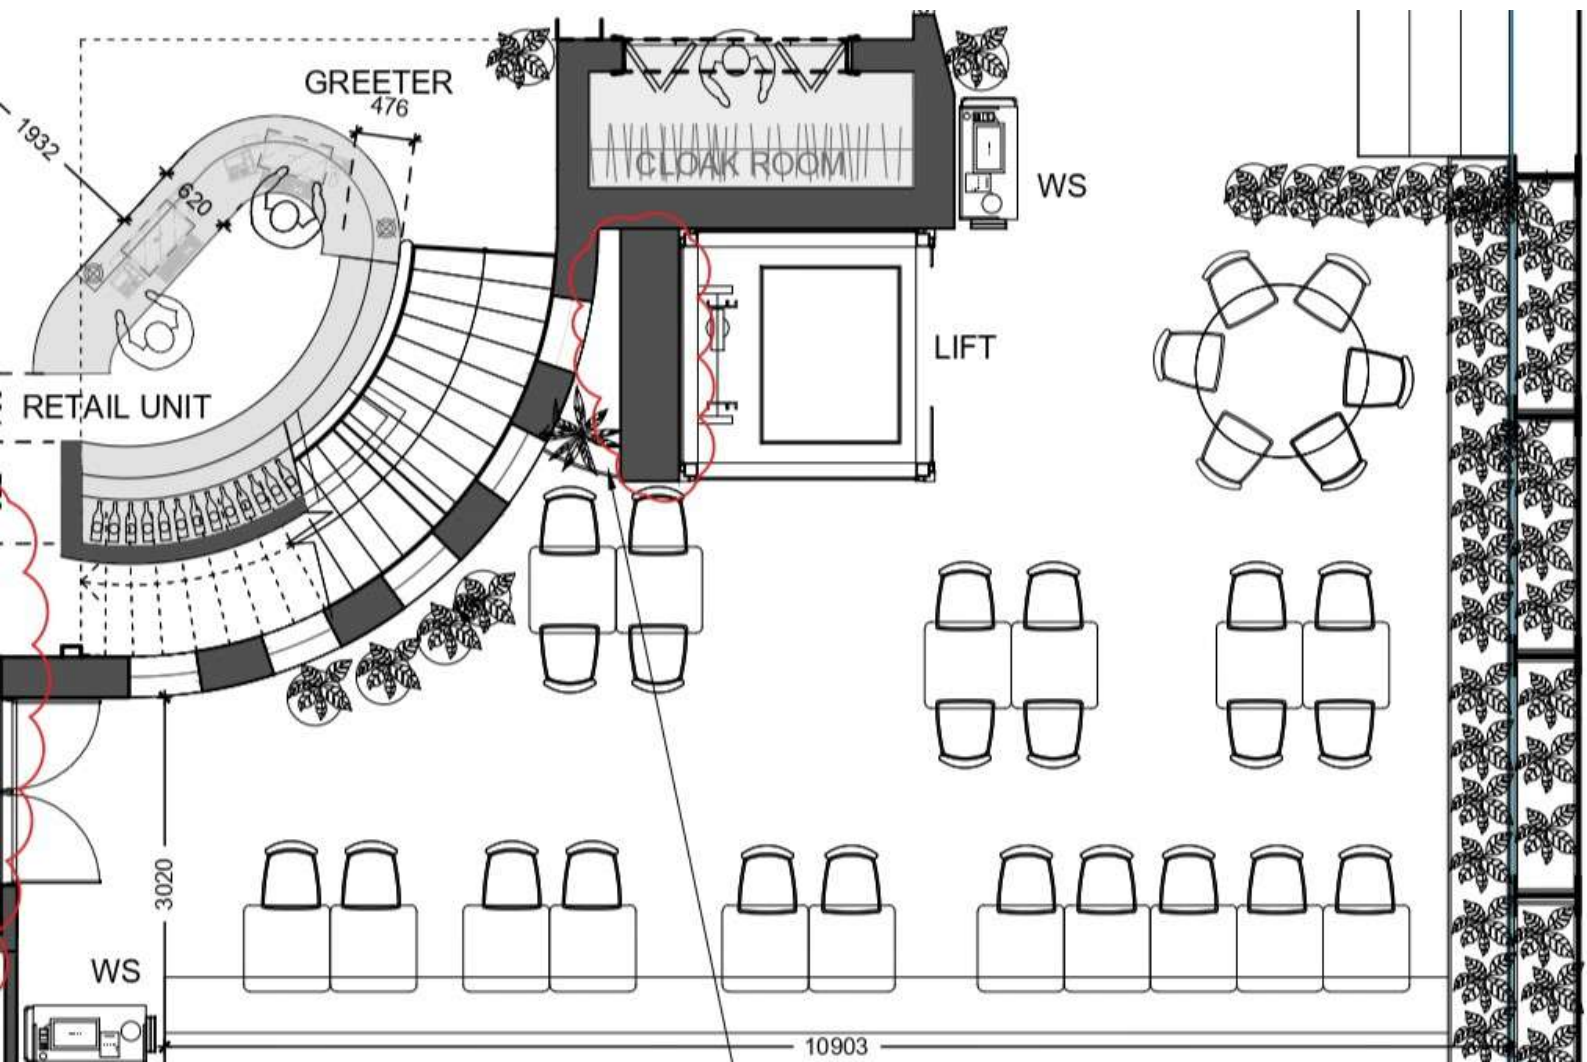 GREETER
476
1932
620
CLOAK ROOM
WS
LIFT
RETAIL UNIT
3020
WS
10903